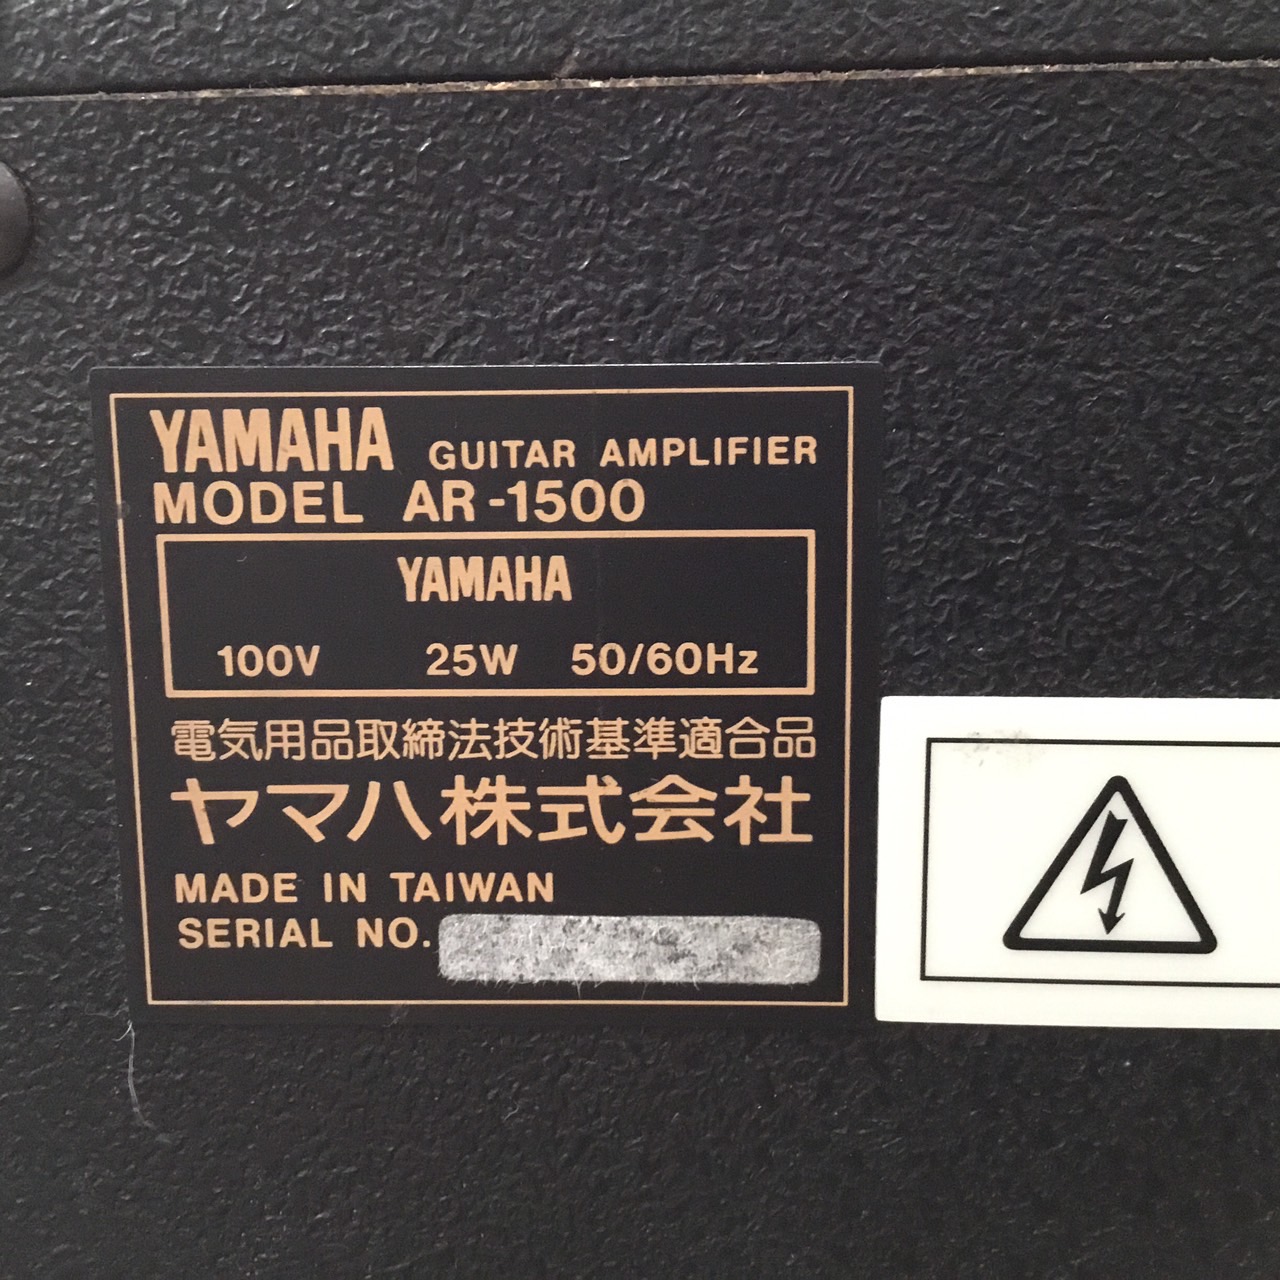 YAMAHA GUITAR AMPLIFIER
MODEL AR-1500
YAMAHA
100V 25W 50/60Hz
電気用品取締法技術基準適合品
ヤマハ株式会社
MADE IN TAIWAN
SERIAL NO.